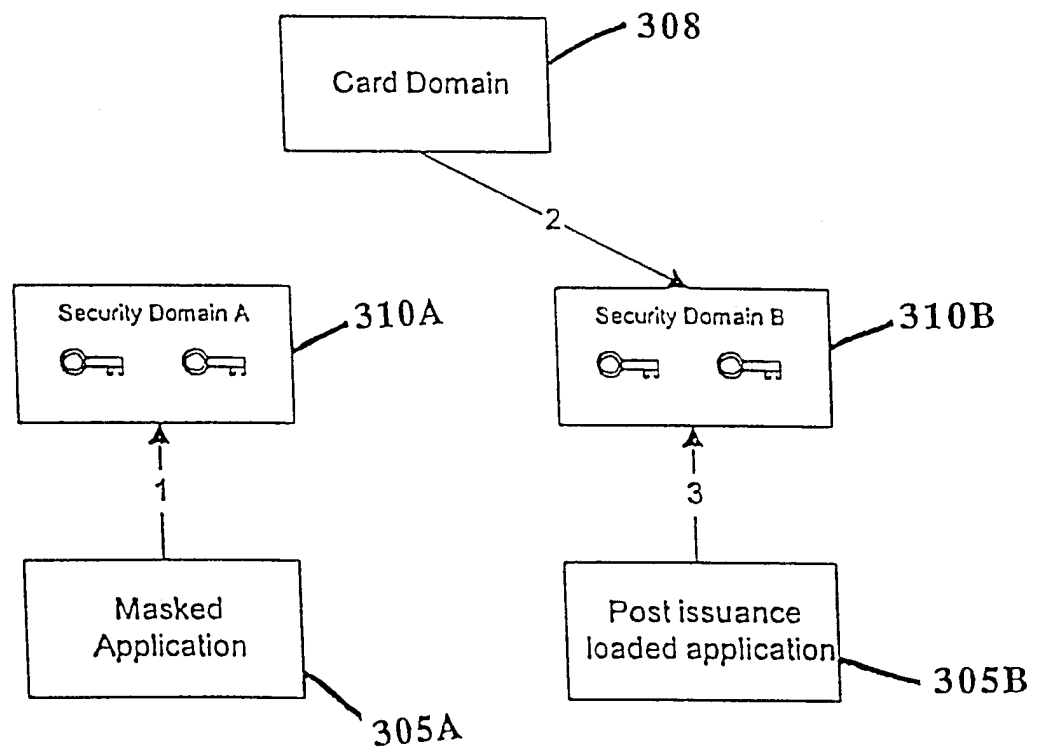 308
Card Domain
2
Security Domain A
310A
Security Domain B
310B
1
3
Masked
Application
305A
Post issuance
loaded application
305B